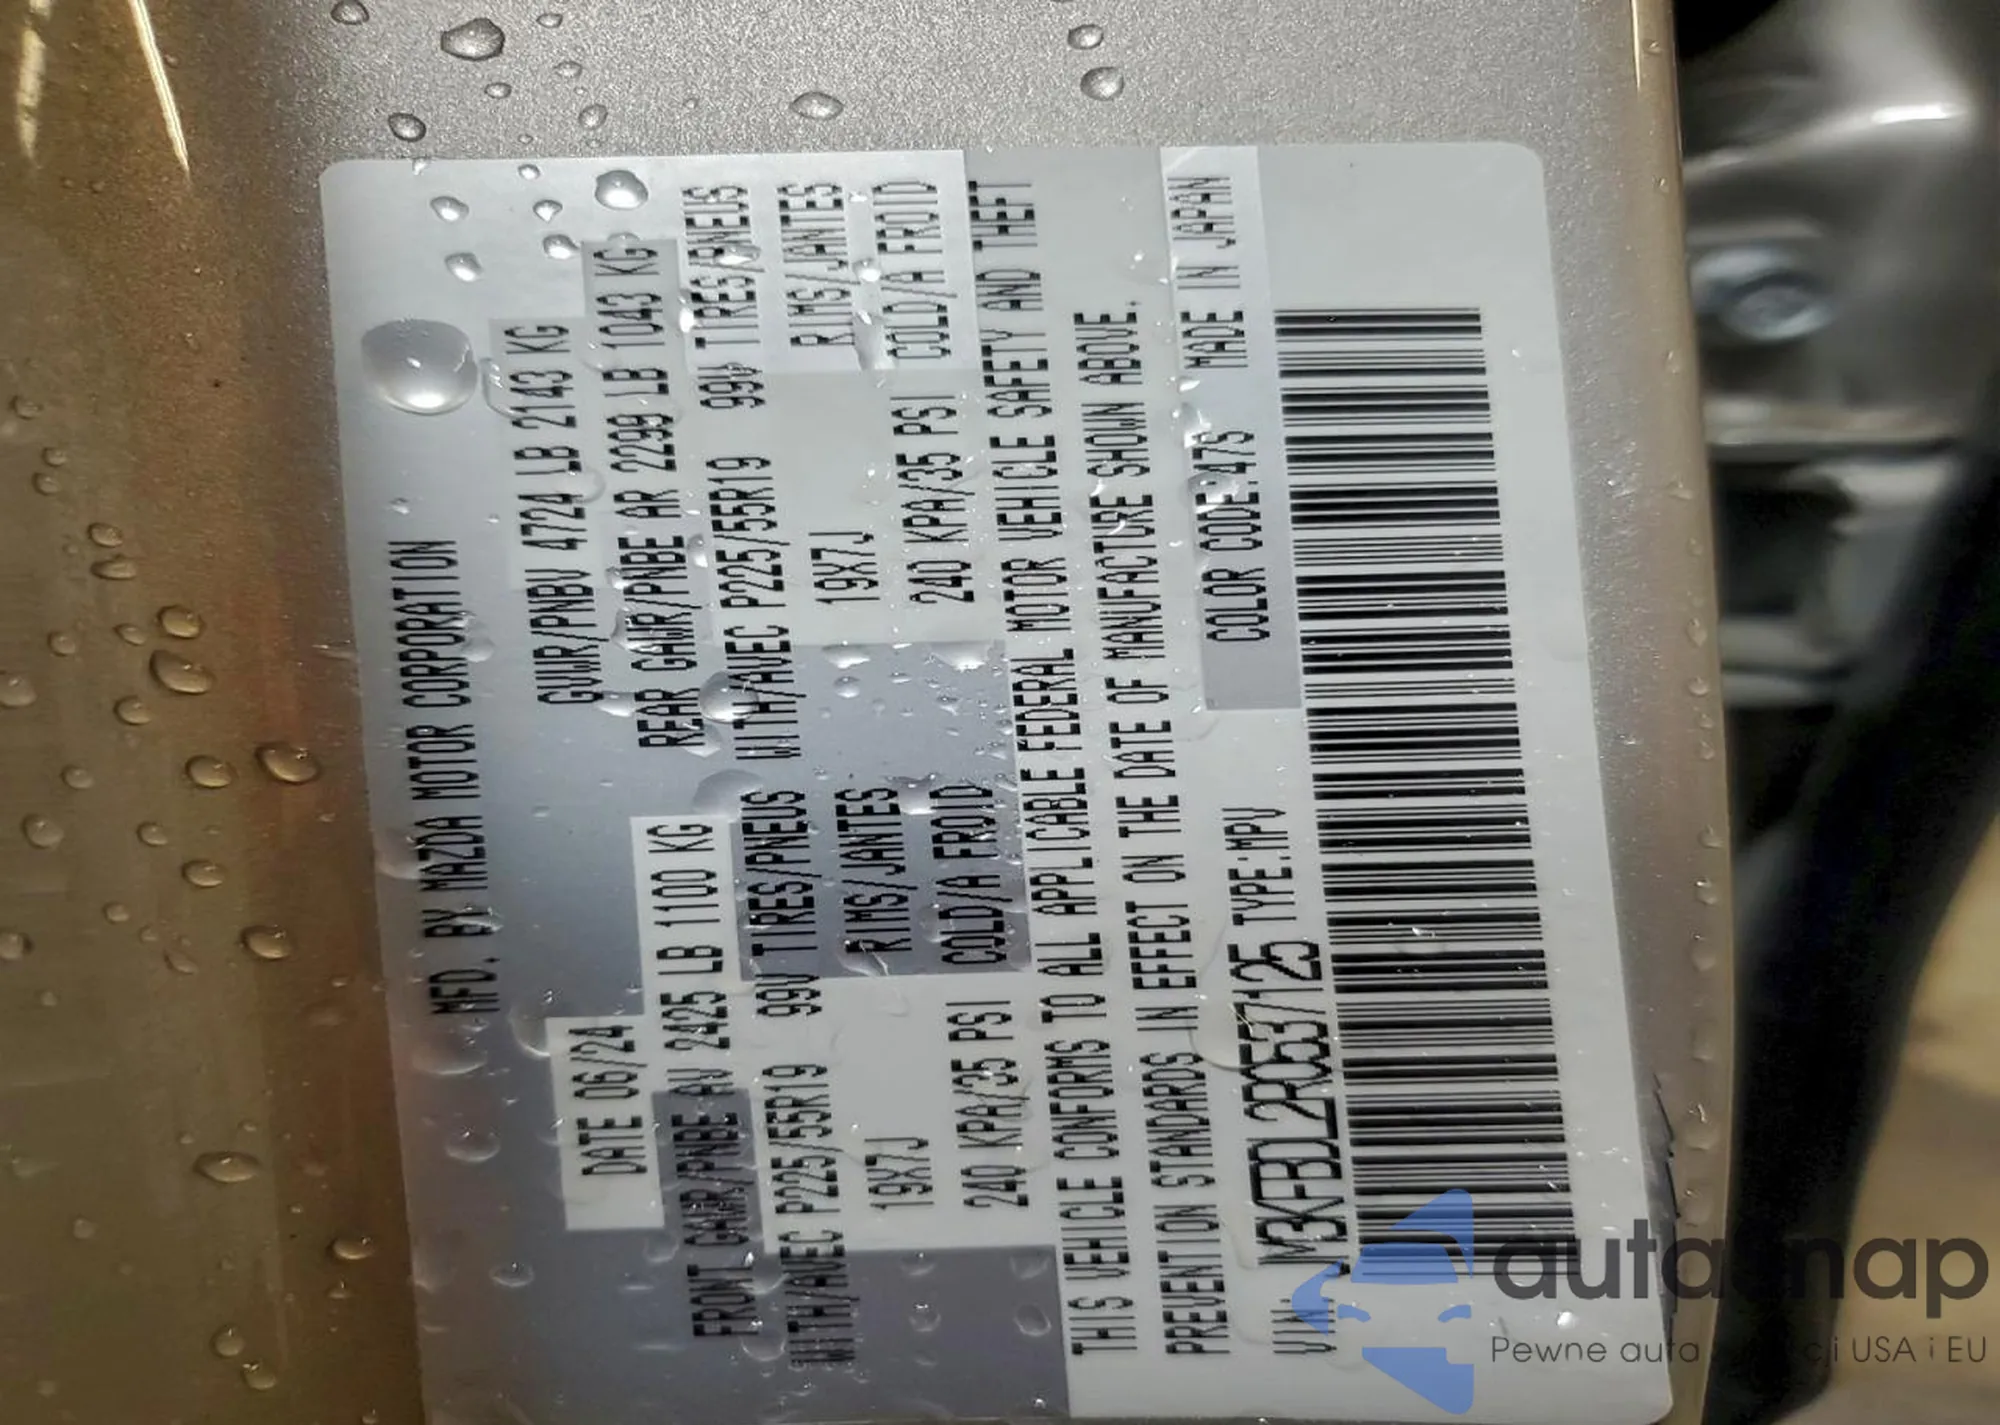 MFD. BY MAZDA MOTOR CORPORATION
DATE 06/24 GVWR/PNBV 4724 LB 2143 KG
FRONT GAWR/PNBE AV 2425 LB 1100 KG REAR GAWR/PNBE AR 2299 LB 1043 KG
WITH/AVEC P225/55R19 99V TIRES/PNEUS WITH/AVEC P225/55R19 99V TIRES/PNEUS
19X7J RIMS/JANTES 19X7J RIMS/JANTES
240 KPA/35 PSI COLD/A FROID 240 KPA/35 PSI COLD/A FROID
THIS VEHICLE CONFORMS TO ALL APPLICABLE FEDERAL MOTOR VEHICLE SAFETY AND THEFT
PREVENTION STANDARDS IN EFFECT ON THE DATE OF MANUFACTURE SHOWN ABOVE.
VIN: JM3KFBDL2R0537125 TYPE:MPV COLOR CODE:47S MADE IN JAPAN
Pewne auta USA i EU